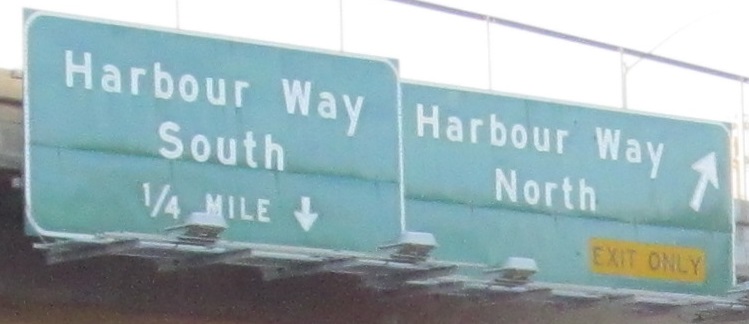 Harbour Way
South
1/4 MILE
Harbour Way
North
EXIT ONLY